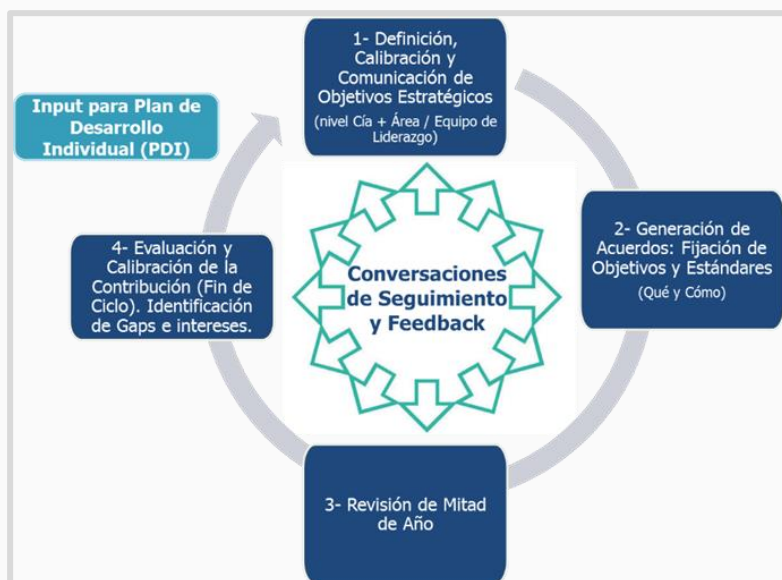 1- Definición,
Calibración y
Comunicación de
Objetivos Estratégicos
(nivel Cía + Área / Equipo de
Liderazgo)
Input para Plan de
Desarrollo
Individual (PDI)
2- Generación de
Acuerdos: Fijación de
Objetivos y Estándares
(Qué y Cómo)
3- Revisión de Mitad
de Año
4- Evaluación y
Calibración de la
Contribución (Fin de
Ciclo). Identificación
de Gaps e intereses.
Conversaciones
de Seguimiento
y Feedback